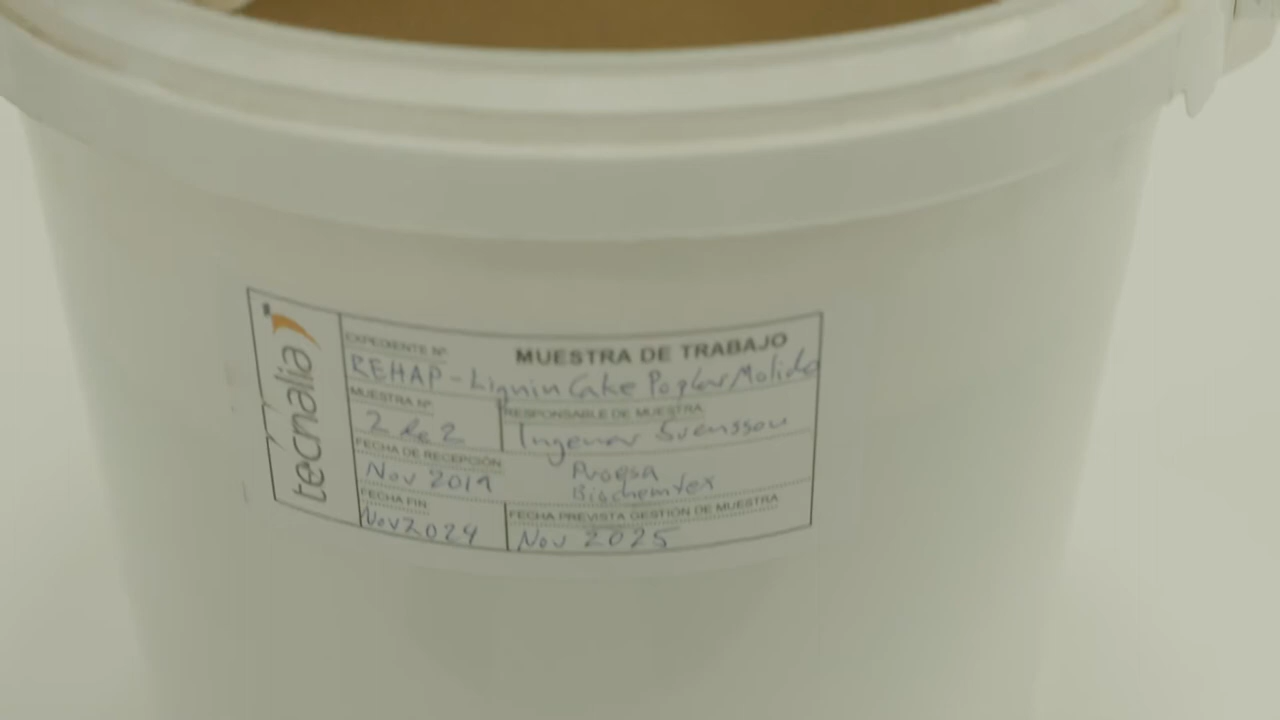 tecnalia
EXPEDIENTE Nº
MUESTRA DE TRABAJO
REHAP - Lignin Cake Poplar Molido
MUESTRA Nº
RESPONSABLE DE MUESTRA
2 de 2
Ingemar Svensson
FECHA DE RECEPCIÓN
Proesa
Nov 2019
Biochemtex
FECHA FIN
FECHA PREVISTA GESTIÓN DE MUESTRA
Nov 2024
Nov 2025